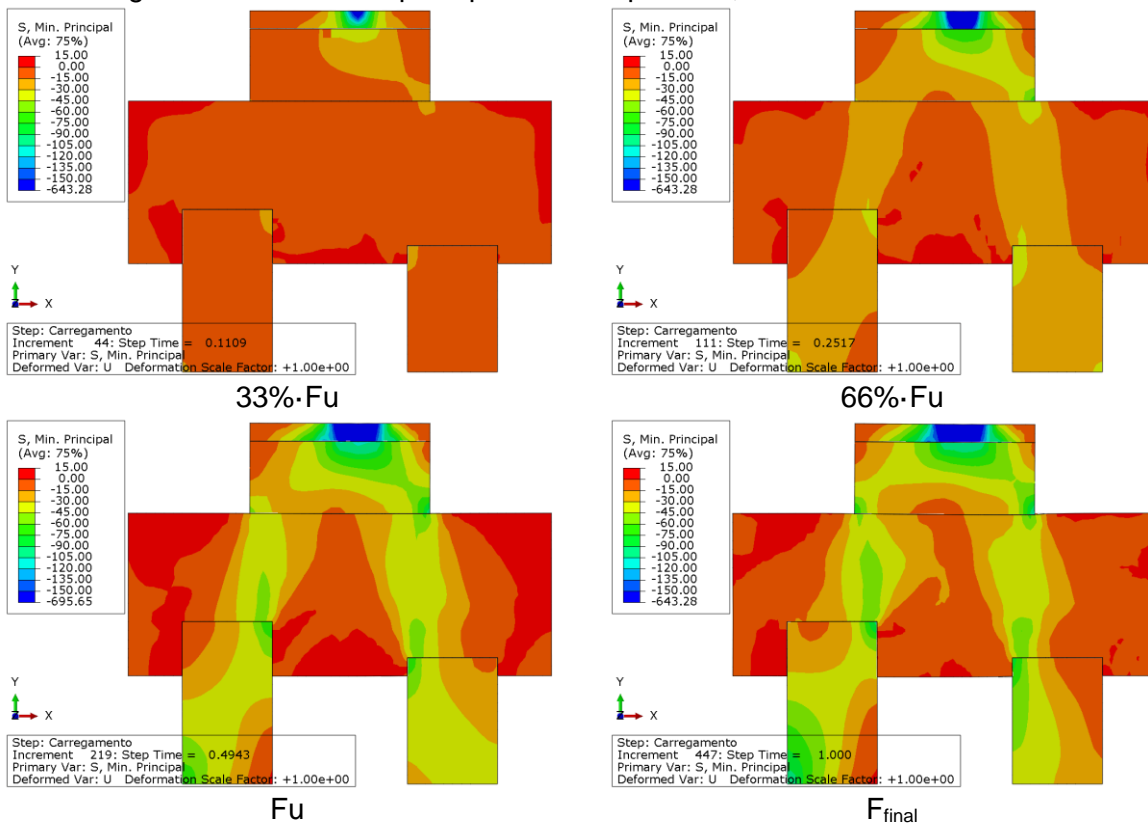 S, Min. Principal
(Avg: 75%)
15.00
0.00
-15.00
-30.00
-45.00
-60.00
-75.00
-90.00
-105.00
-120.00
-135.00
-150.00
-643.28
Y
Z
X
Step: Carregamento
Increment 44: Step Time = 0.1109
Primary Var: S, Min. Principal
Deformed Var: U Deformation Scale Factor: +1.00e+00
33%·Fu
S, Min. Principal
(Avg: 75%)
15.00
0.00
-15.00
-30.00
-45.00
-60.00
-75.00
-90.00
-105.00
-120.00
-135.00
-150.00
-643.28
Y
Z
X
Step: Carregamento
Increment 111: Step Time = 0.2517
Primary Var: S, Min. Principal
Deformed Var: U Deformation Scale Factor: +1.00e+00
66%·Fu
S, Min. Principal
(Avg: 75%)
15.00
0.00
-15.00
-30.00
-45.00
-60.00
-75.00
-90.00
-105.00
-120.00
-135.00
-150.00
-695.65
Y
Z
X
Step: Carregamento
Increment 219: Step Time = 0.4943
Primary Var: S, Min. Principal
Deformed Var: U Deformation Scale Factor: +1.00e+00
Fu
S, Min. Principal
(Avg: 75%)
15.00
0.00
-15.00
-30.00
-45.00
-60.00
-75.00
-90.00
-105.00
-120.00
-135.00
-150.00
-643.28
Y
Z
X
Step: Carregamento
Increment 447: Step Time = 1.000
Primary Var: S, Min. Principal
Deformed Var: U Deformation Scale Factor: +1.00e+00
Ffinal